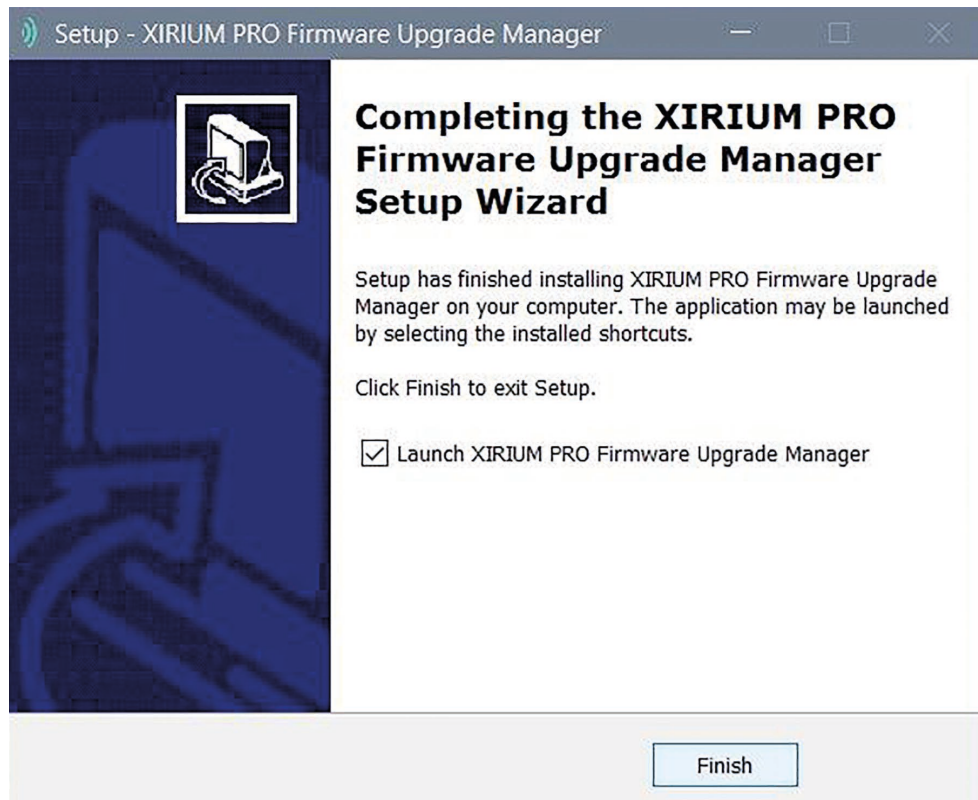 Setup - XIRIUM PRO Firmware Upgrade Manager
Completing the XIRIUM PRO
Firmware Upgrade Manager
Setup Wizard
Setup has finished installing XIRIUM PRO Firmware Upgrade
Manager on your computer. The application may be launched
by selecting the installed shortcuts.
Click Finish to exit Setup.
Launch XIRIUM PRO Firmware Upgrade Manager
Finish